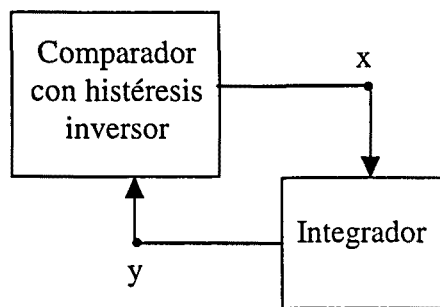 Comparador
con histéresis
inversor
x
Integrador
y